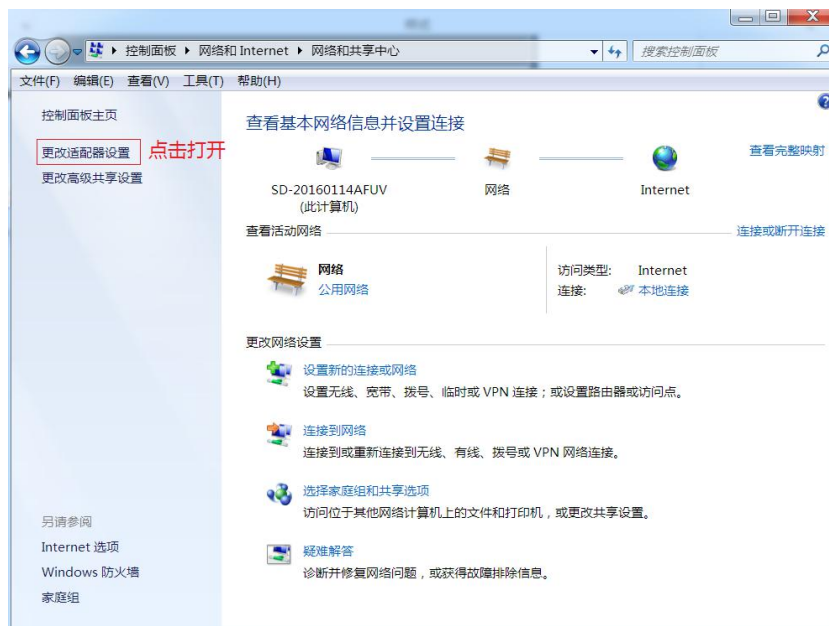 控制面板 ▸ 网络和 Internet ▸ 网络和共享中心
搜索控制面板
文件(F) 编辑(E) 查看(V) 工具(T) 帮助(H)
控制面板主页
更改适配器设置 点击打开
更改高级共享设置
查看基本网络信息并设置连接
查看完整映射
SD-20160114AFUV
(此计算机)
网络
Internet
查看活动网络
连接或断开连接
网络
公用网络
访问类型: Internet
连接: 本地连接
更改网络设置
设置新的连接或网络
设置无线、宽带、拨号、临时或 VPN 连接；或设置路由器或访问点。
连接到网络
连接到或重新连接到无线、有线、拨号或 VPN 网络连接。
选择家庭组和共享选项
访问位于其他网络计算机上的文件和打印机，或更改共享设置。
疑难解答
诊断并修复网络问题，或获得故障排除信息。
另请参阅
Internet 选项
Windows 防火墙
家庭组